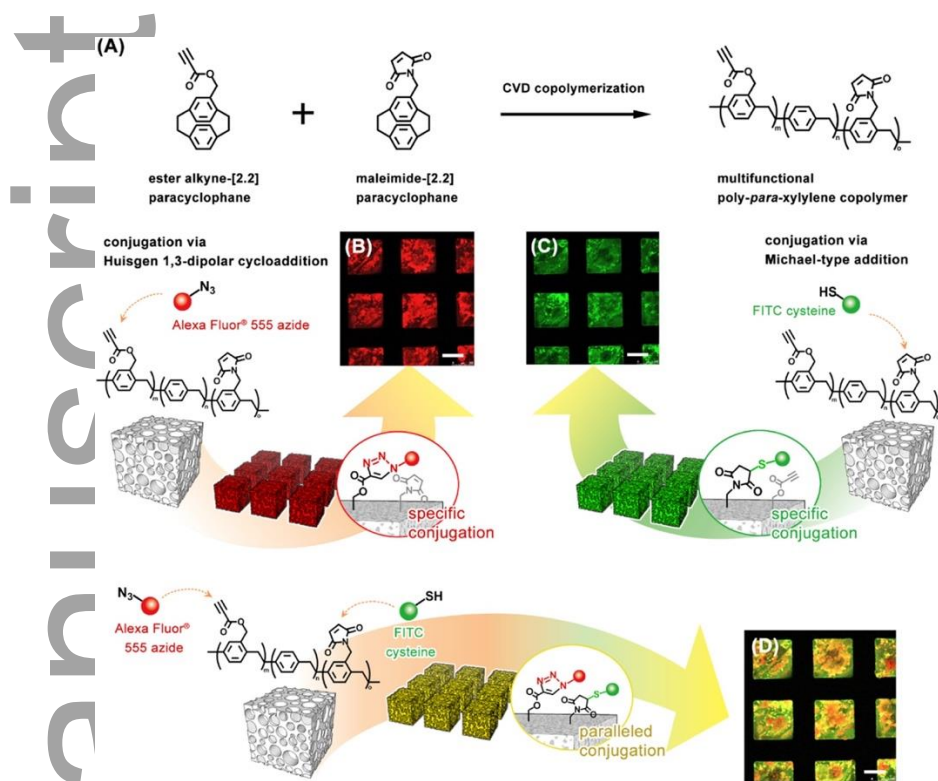 anuscript
(A)
O
O
O
N
O
+
CVD copolymerization
O
O
O
N
O
m
n
o
ester alkyne-[2.2]
paracyclophane
maleimide-[2.2]
paracyclophane
multifunctional
poly-para-xylylene copolymer
conjugation via
Huisgen 1,3-dipolar cycloaddition
N3
Alexa Fluor® 555 azide
(B)
(C)
conjugation via
Michael-type addition
HS
FITC cysteine
O
O
O
N
O
m
n
o
O
O
O
N
O
m
n
o
N
N
N
O
O
O
N
O
specific
conjugation
O
N
O
S
O
O
specific
conjugation
N3
Alexa Fluor®
555 azide
SH
FITC
cysteine
O
O
O
N
O
m
n
o
N
N
N
O
O
O
N
O
S
paralleled
conjugation
(D)